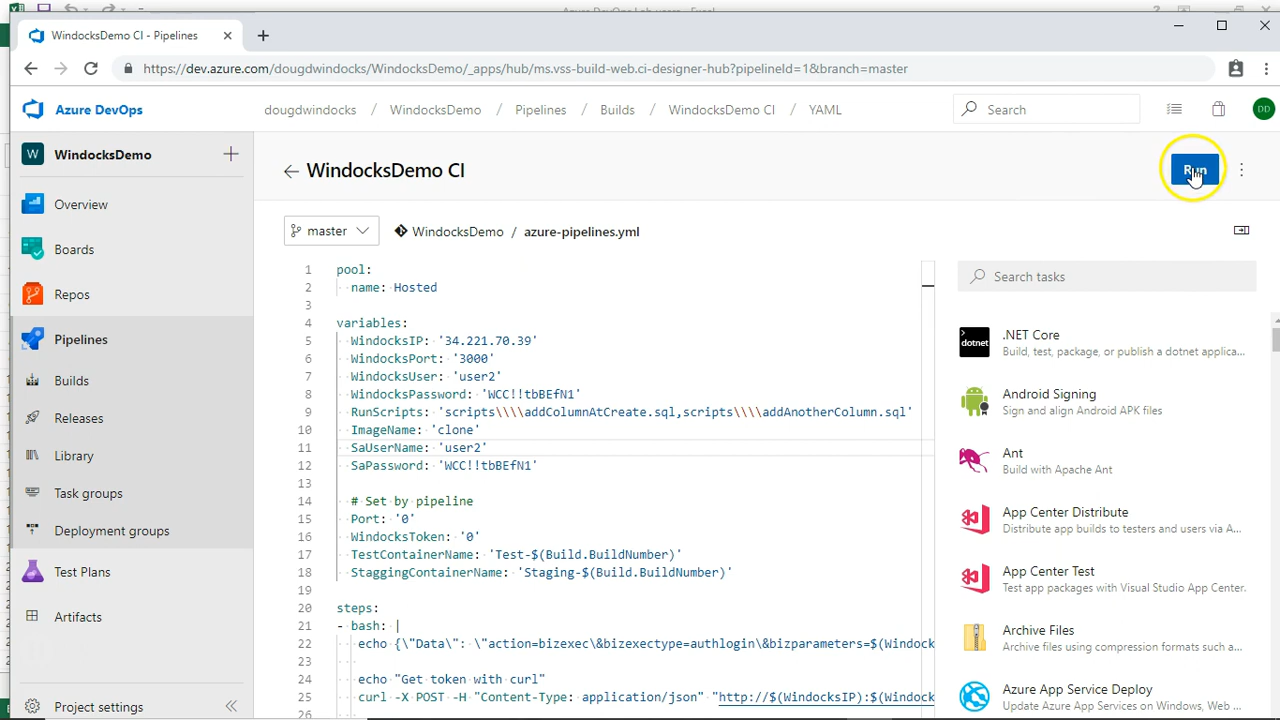 WindocksDemo CI - Pipelines
https://dev.azure.com/dougdwindocks/WindocksDemo/_apps/hub/ms.vss-build-web.ci-designer-hub?pipelineId=1&branch=master
Azure DevOps
dougdwindocks / WindocksDemo / Pipelines / Builds / WindocksDemo CI / YAML
Search
DD
W WindocksDemo
Overview
Boards
Repos
Pipelines
Builds
Releases
Library
Task groups
Deployment groups
Test Plans
Artifacts
Project settings
WindocksDemo CI
Run
master
WindocksDemo / azure-pipelines.yml
1 pool:
2 name: Hosted
3
4 variables:
5 WindocksIP: '34.221.70.39'
6 WindocksPort: '3000'
7 WindocksUser: 'user2'
8 WindocksPassword: 'WCC!!tbBEfN1'
9 RunScripts: 'scripts\\\\addColumnAtCreate.sql,scripts\\\\addAnotherColumn.sql'
10 ImageName: 'clone'
11 SaUserName: 'user2'
12 SaPassword: 'WCC!!tbBEfN1'
13
14 # Set by pipeline
15 Port: '0'
16 WindocksToken: '0'
17 TestContainerName: 'Test-$(Build.BuildNumber)'
18 StaggingContainerName: 'Staging-$(Build.BuildNumber)'
19
20 steps:
21 - bash: |
22 echo {\"Data\": \"action=bizexec\&bizexectype=authlogin\&bizparameters=$(Windock
23
24 echo "Get token with curl"
25 curl -X POST -H "Content-Type: application/json" "http://$(WindocksIP):$(Windock
26
Search tasks
dotnet
.NET Core
Build, test, package, or publish a dotnet applica...
Android Signing
Sign and align Android APK files
Ant
Build with Apache Ant
App Center Distribute
Distribute app builds to testers and users via A...
App Center Test
Test app packages with Visual Studio App Center.
Archive Files
Archive files using compression formats such a...
Azure App Service Deploy
Update Azure App Services on Windows, Web ...